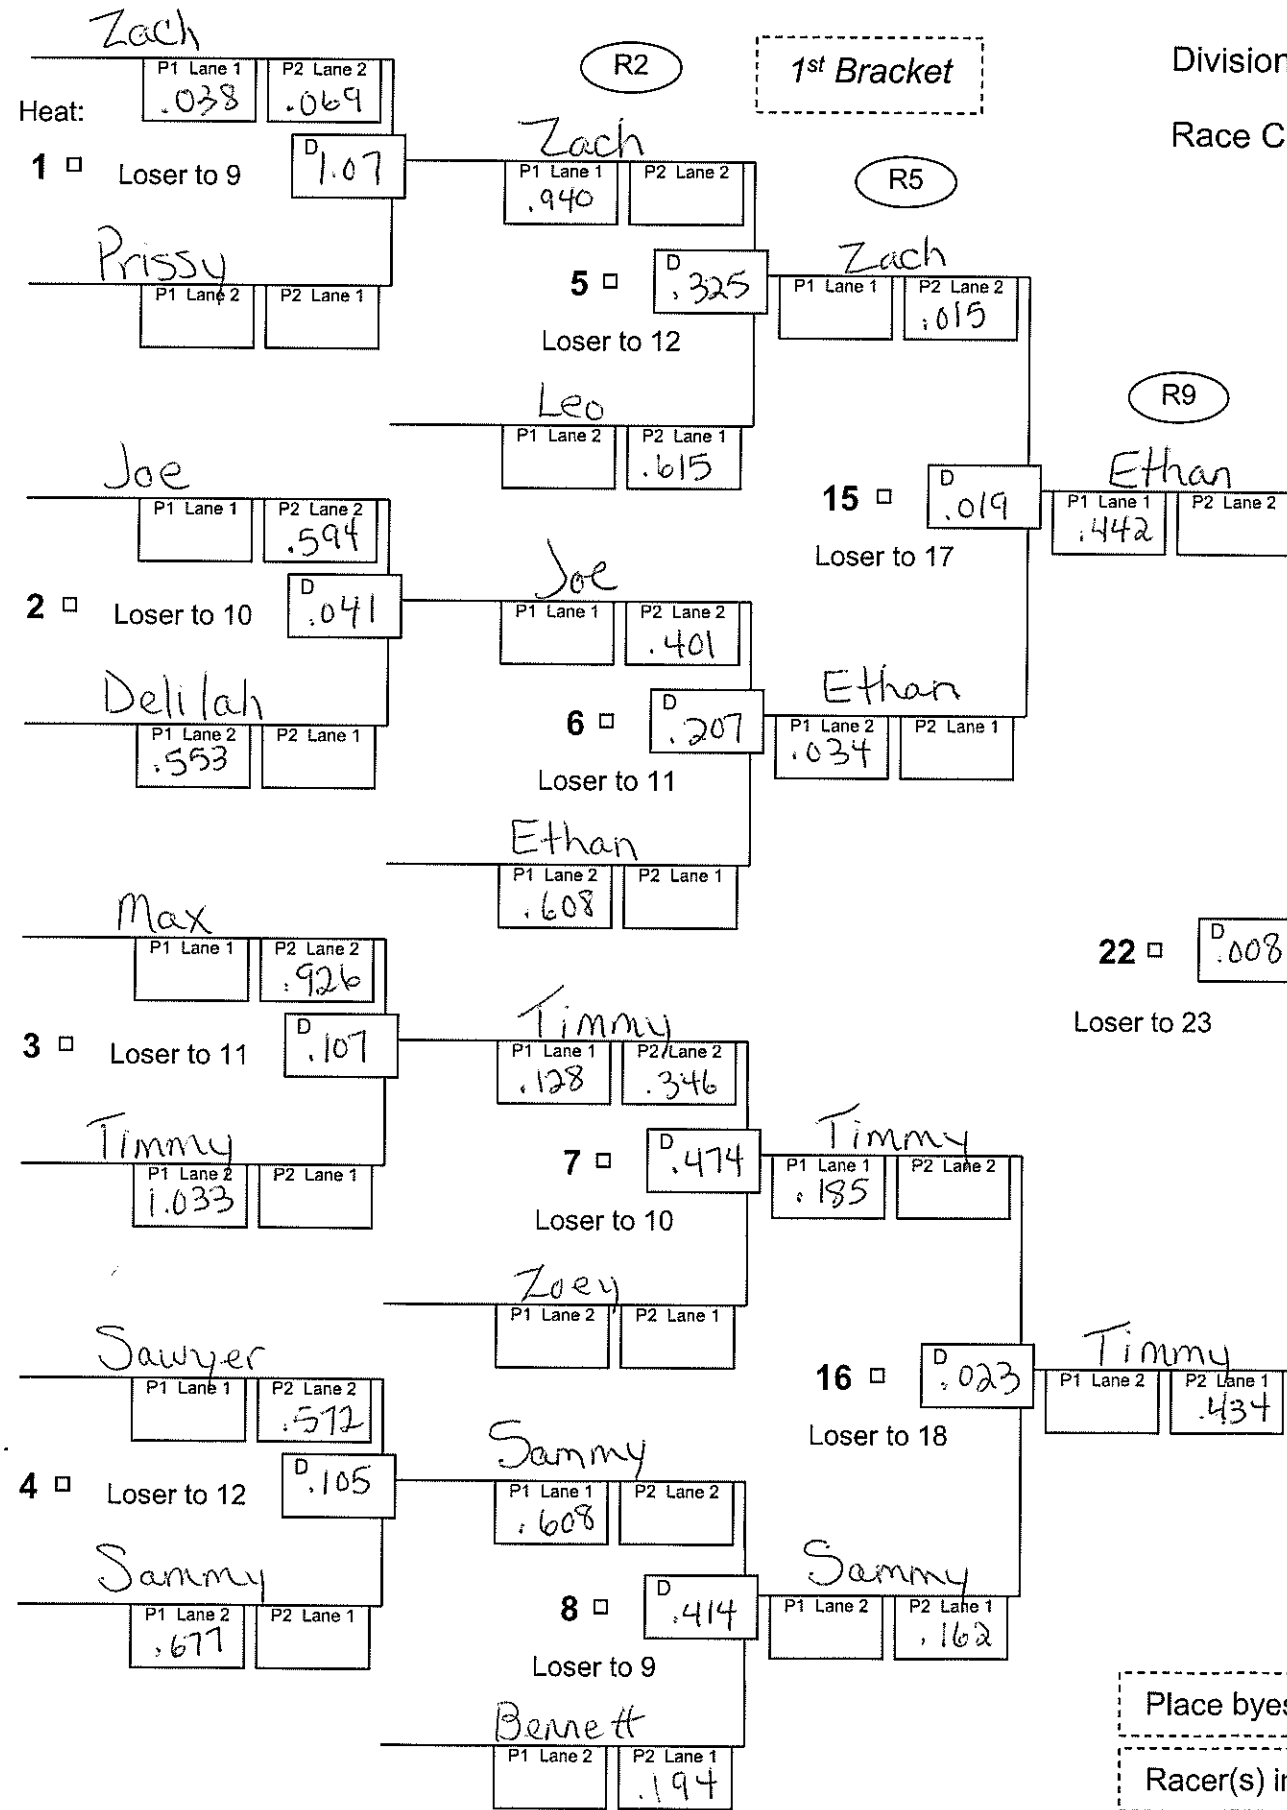 Zach
P1 Lane 1 P2 Lane 2
.038 .069
Heat:
1 Loser to 9 D 1.07
Prissy
P1 Lane 2 P2 Lane 1
Joe
P1 Lane 1 P2 Lane 2
.594
2 Loser to 10 D .041
Delilah
P1 Lane 2 P2 Lane 1
.553
Max
P1 Lane 1 P2 Lane 2
.926
3 Loser to 11 D .107
Timmy
P1 Lane 2 P2 Lane 1
1.033
Sawyer
P1 Lane 1 P2 Lane 2
.572
4 Loser to 12 D .105
Sammy
P1 Lane 2 P2 Lane 1
.677
R2
1st Bracket
Zach
P1 Lane 1 P2 Lane 2
.940
5 D .325
Loser to 12
Leo
P1 Lane 2 P2 Lane 1
.615
Joe
P1 Lane 1 P2 Lane 2
.401
6 D .207
Loser to 11
Ethan
P1 Lane 2 P2 Lane 1
.608
Timmy
P1 Lane 1 P2 Lane 2
.128 .346
7 D .474
Loser to 10
Zoey
P1 Lane 2 P2 Lane 1
Sammy
P1 Lane 1 P2 Lane 2
.608
8 D .414
Loser to 9
Bennett
P1 Lane 2 P2 Lane 1
.194
Division
Race C
R5
Zach
P1 Lane 1 P2 Lane 2
.015
15 D .019
Loser to 17
Ethan
P1 Lane 2 P2 Lane 1
.034
Timmy
P1 Lane 1 P2 Lane 2
.185
16 D .023
Loser to 18
Sammy
P1 Lane 2 P2 Lane 1
.162
R9
Ethan
P1 Lane 1 P2 Lane 2
.442
22 D .008
Loser to 23
Timmy
P1 Lane 2 P2 Lane 1
.434
Place byes
Racer(s) i